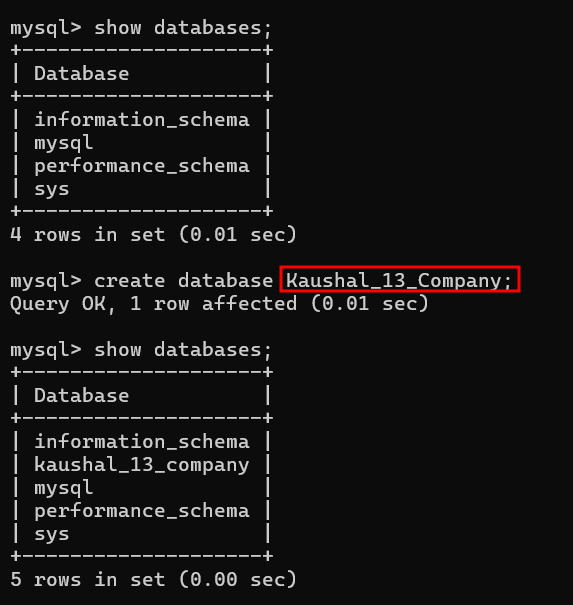 mysql> show databases;
+--------------------+
| Database           |
+--------------------+
| information_schema |
| mysql              |
| performance_schema |
| sys                |
+--------------------+
4 rows in set (0.01 sec)
mysql> create database Kaushal_13_Company;
Query OK, 1 row affected (0.01 sec)
mysql> show databases;
+--------------------+
| Database           |
+--------------------+
| information_schema |
| kaushal_13_company |
| mysql              |
| performance_schema |
| sys                |
+--------------------+
5 rows in set (0.00 sec)